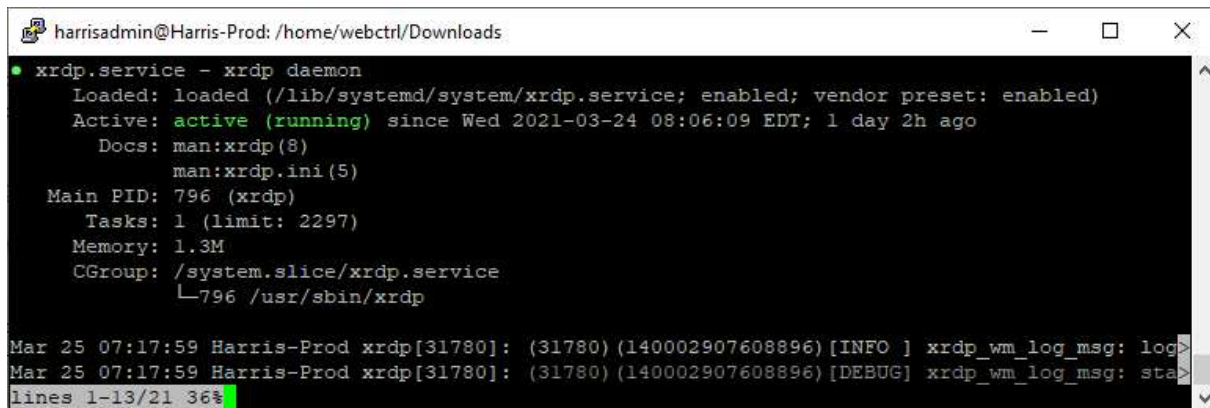 harrisadmin@Harris-Prod: /home/webctrl/Downloads
● xrdp.service - xrdp daemon
Loaded: loaded (/lib/systemd/system/xrdp.service; enabled; vendor preset: enabled)
Active: active (running) since Wed 2021-03-24 08:06:09 EDT; 1 day 2h ago
Docs: man:xrdp(8)
man:xrdp.ini(5)
Main PID: 796 (xrdp)
Tasks: 1 (limit: 2297)
Memory: 1.3M
CGroup: /system.slice/xrdp.service
└─796 /usr/sbin/xrdp
Mar 25 07:17:59 Harris-Prod xrdp[31780]: (31780)(140002907608896)[INFO ] xrdp_wm_log_msg: log>
Mar 25 07:17:59 Harris-Prod xrdp[31780]: (31780)(140002907608896)[DEBUG] xrdp_wm_log_msg: sta>
lines 1-13/21 36%